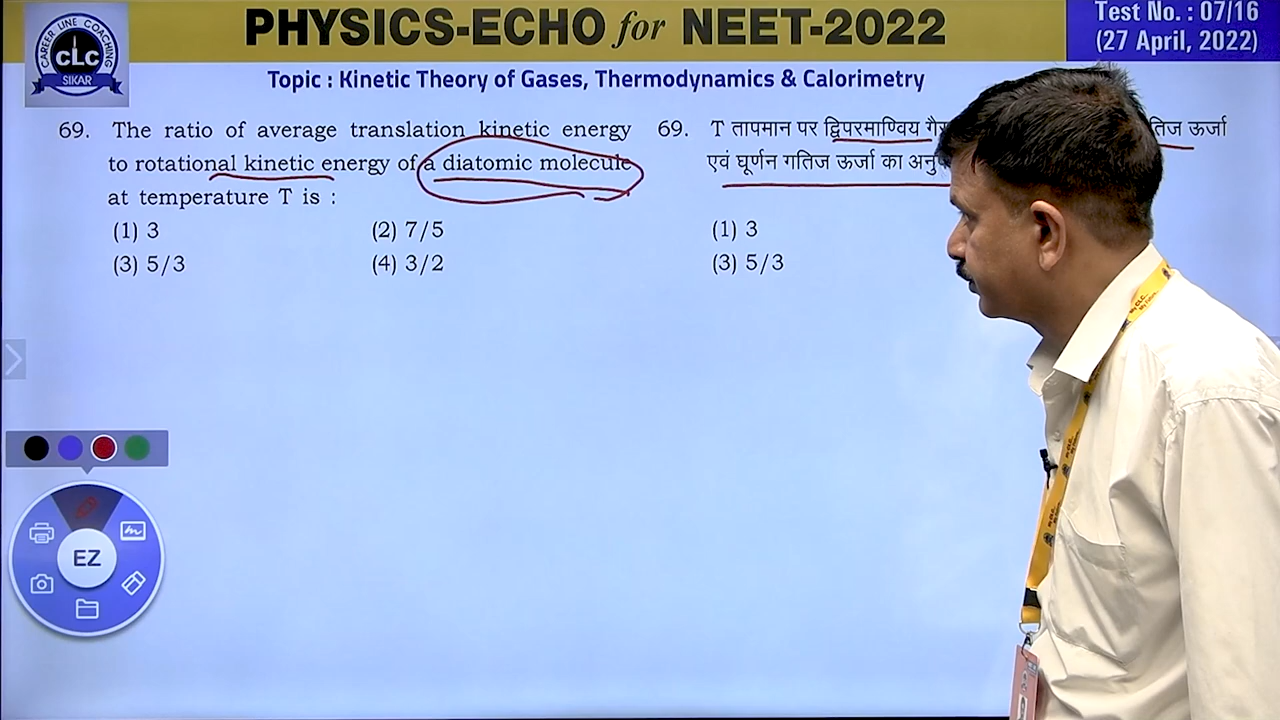 PHYSICS-ECHO for NEET-2022
Test No. : 07/16
(27 April, 2022)
CAREER LINE COACHING
CLC
SIKAR
Topic : Kinetic Theory of Gases, Thermodynamics & Calorimetry
69. The ratio of average translation kinetic energy
to rotational kinetic energy of a diatomic molecule
at temperature T is :
(1) 3 (2) 7/5
(3) 5/3 (4) 3/2
69. T तापमान पर द्विपरमाण्विय ऊर्जा
एवं घूर्णन गतिज ऊर्जा का
(1) 3
(3) 5/3
EZ